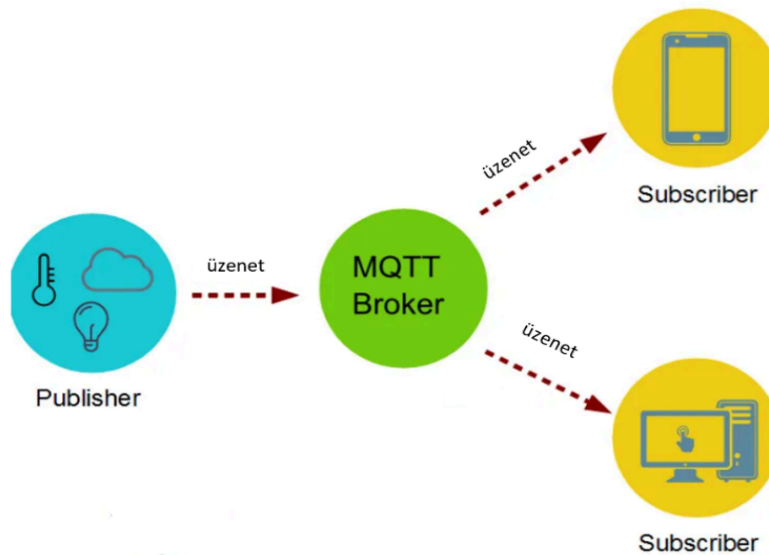 üzenet
Subscriber
üzenet
MQTT
Broker
Publisher
üzenet
Subscriber